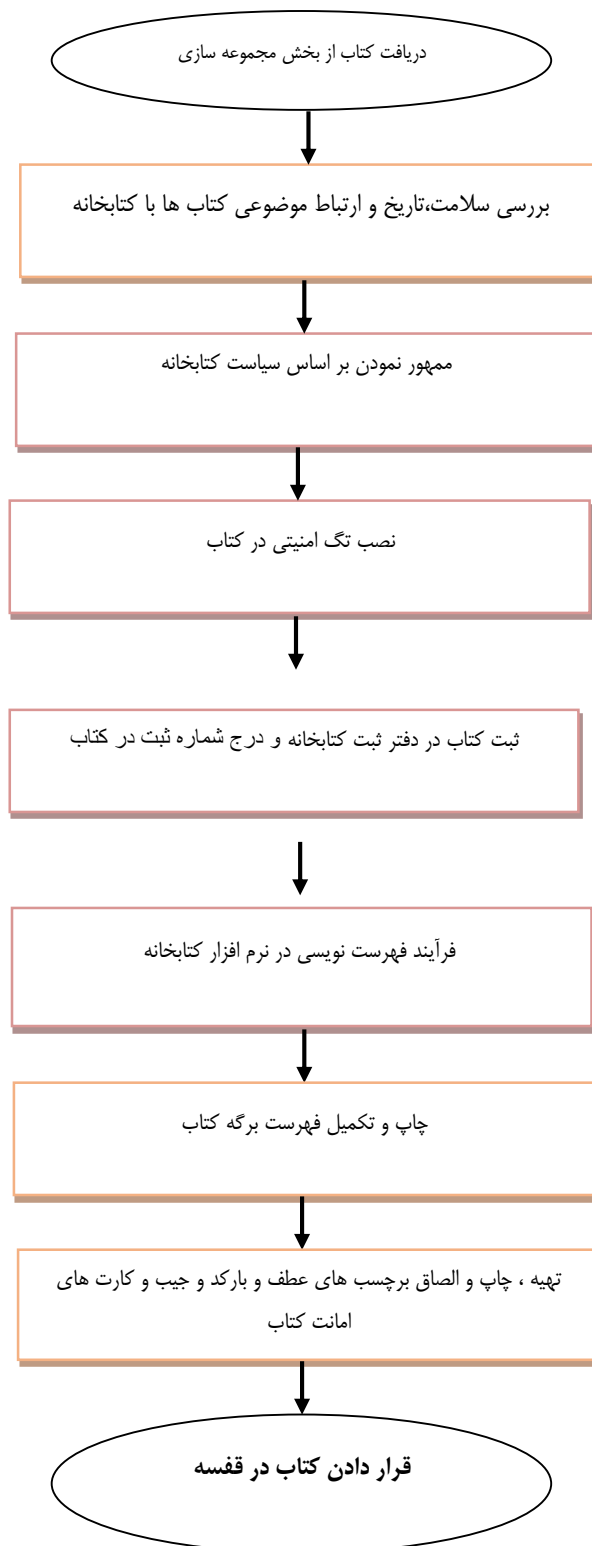 دریافت کتاب از بخش مجموعه سازی
بررسی سلامت،تاریخ و ارتباط موضوعی کتاب ها با کتابخانه
ممهور نمودن بر اساس سیاست کتابخانه
نصب تگ امنیتی در کتاب
ثبت کتاب در دفتر ثبت کتابخانه و درج شماره ثبت در کتاب
فرآیند فهرست نویسی در نرم افزار کتابخانه
چاپ و تکمیل فهرست برگه کتاب
تهیه ، چاپ و الصاق برچسب های عطف و بارکد و جیب و کارت های
امانت کتاب
قرار دادن کتاب در قفسه